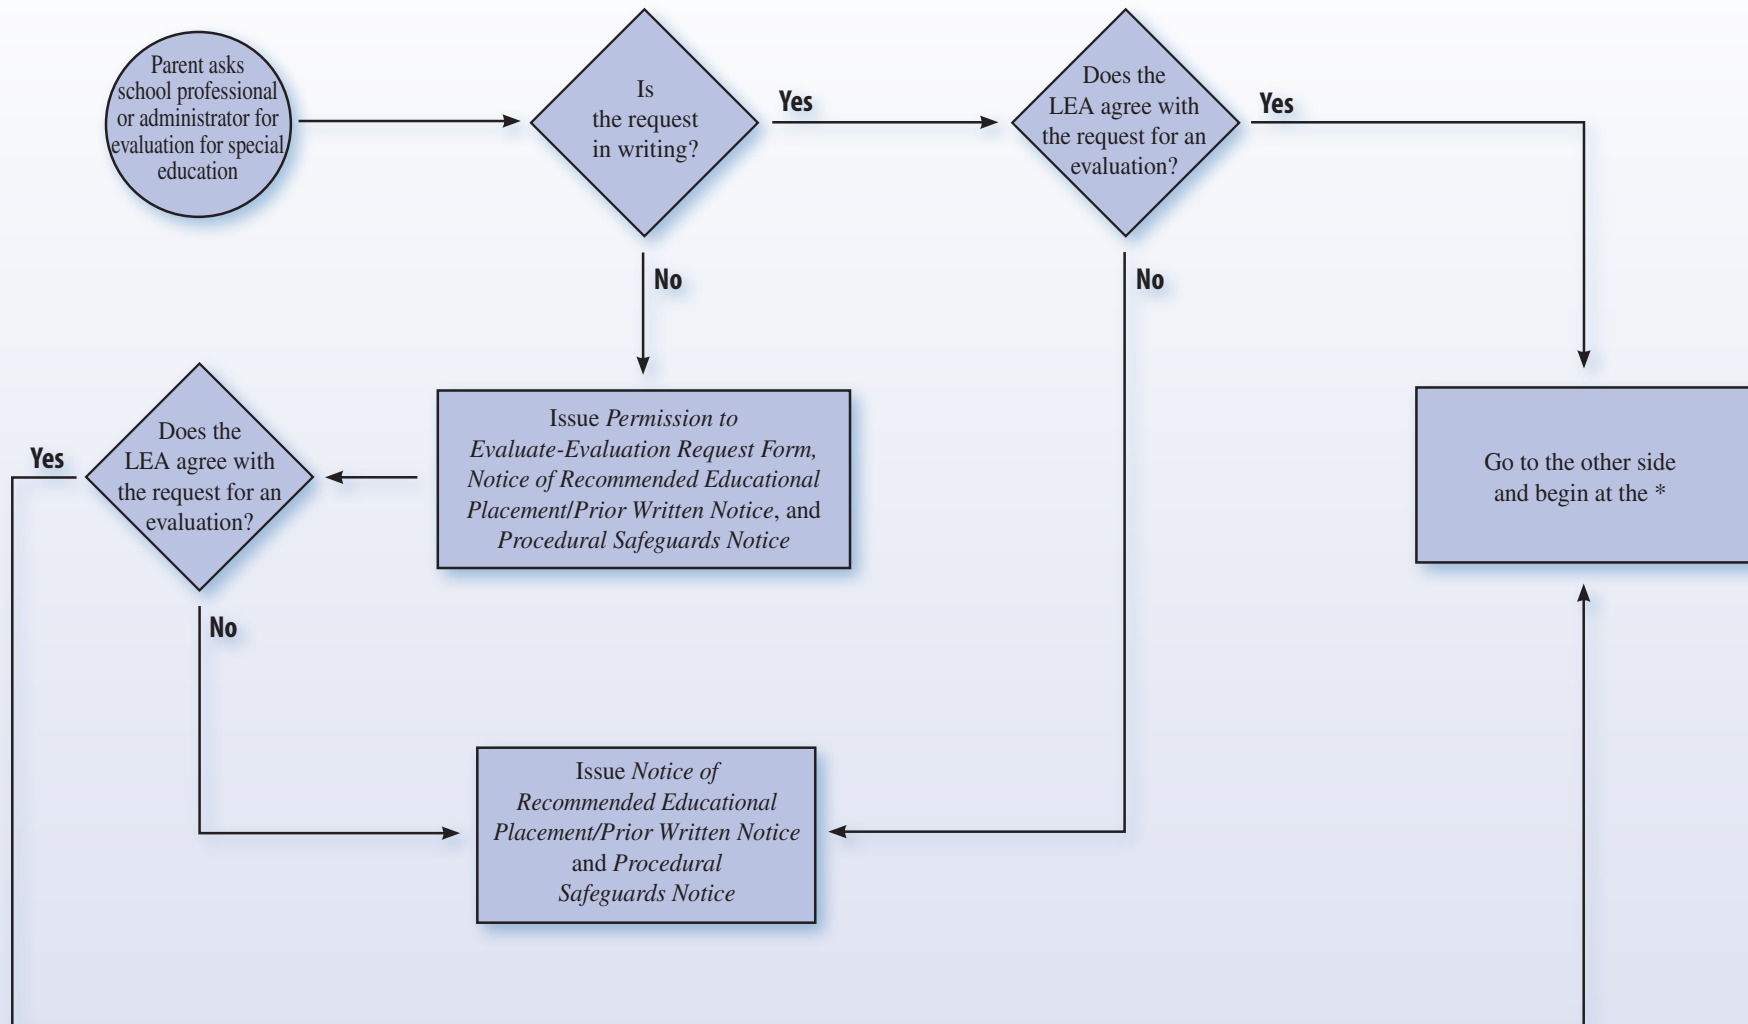 Parent asks
school professional
or administrator for
evaluation for special
education
Is
the request
in writing?
Yes
Does the
LEA agree with
the request for an
evaluation?
Yes
No
No
Yes
Does the
LEA agree with
the request for an
evaluation?
Issue Permission to
Evaluate-Evaluation Request Form,
Notice of Recommended Educational
Placement/Prior Written Notice, and
Procedural Safeguards Notice
Go to the other side
and begin at the *
No
Issue Notice of
Recommended Educational
Placement/Prior Written Notice
and Procedural
Safeguards Notice